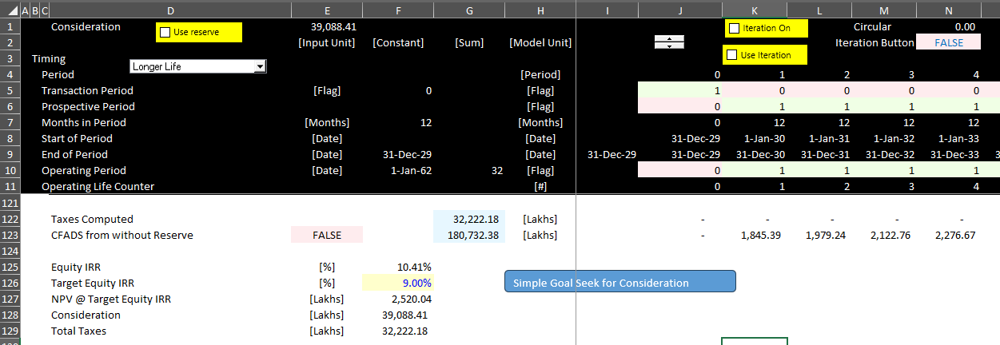 A B C D E F G H I J K L M N
1 Consideration Use reserve 39,088.41 Iteration On Circular 0.00
2 [Input Unit] [Constant] [Sum] [Model Unit] Iteration Button FALSE
3 Timing Longer Life Use Iteration
4 Period [Period] 0 1 2 3 4
5 Transaction Period [Flag] 0 [Flag] 1 0 0 0 0
6 Prospective Period [Flag] 0 1 1 1 1
7 Months in Period [Months] 12 [Months] 0 12 12 12 12
8 Start of Period [Date] [Date] 31-Dec-29 1-Jan-30 1-Jan-31 1-Jan-32 1-Jan-33
9 End of Period [Date] 31-Dec-29 [Date] 31-Dec-29 31-Dec-29 31-Dec-30 31-Dec-31 31-Dec-32 31-Dec-33 3
10 Operating Period [Date] 1-Jan-62 32 [Flag] 0 1 1 1 1
11 Operating Life Counter [#] 0 1 2 3 4
121
122 Taxes Computed 32,222.18 [Lakhs] - - - - -
123 CFADS from without Reserve FALSE 180,732.38 [Lakhs] - 1,845.39 1,979.24 2,122.76 2,276.67
124
125 Equity IRR [%] 10.41%
126 Target Equity IRR [%] 9.00% Simple Goal Seek for Consideration
127 NPV @ Target Equity IRR [Lakhs] 2,520.04
128 Consideration [Lakhs] 39,088.41
129 Total Taxes [Lakhs] 32,222.18